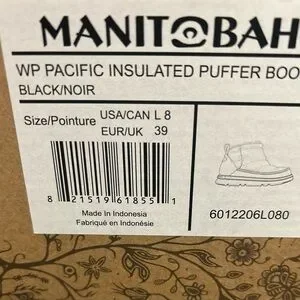 MANITOBAH
WP PACIFIC INSULATED PUFFER BOO
BLACK/NOIR
Size/Pointure USA/CAN L 8
EUR/UK 39
8 21519 61855 1
Made In Indonesia
Fabriqué en Indonésie
6012206L080